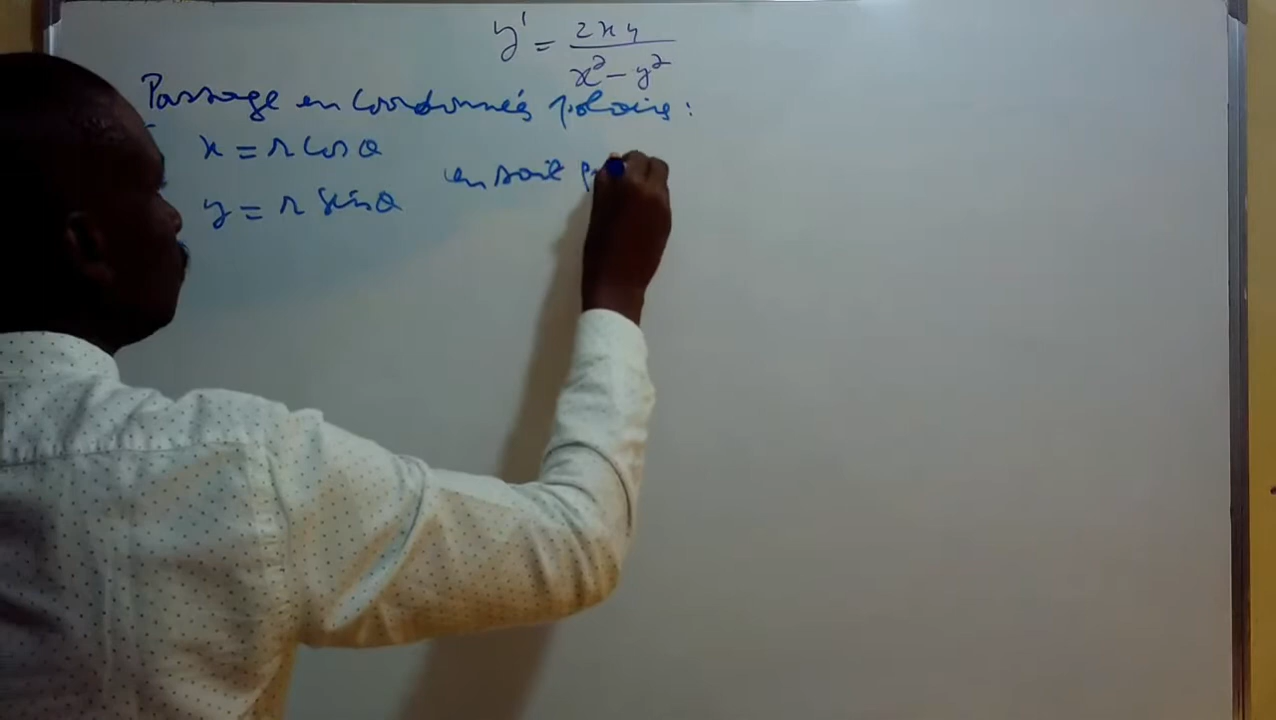 y' = 2xy / x² - y²
Passage en Coordonnés polaires :
x = r cos θ
y = r sin θ
on sait